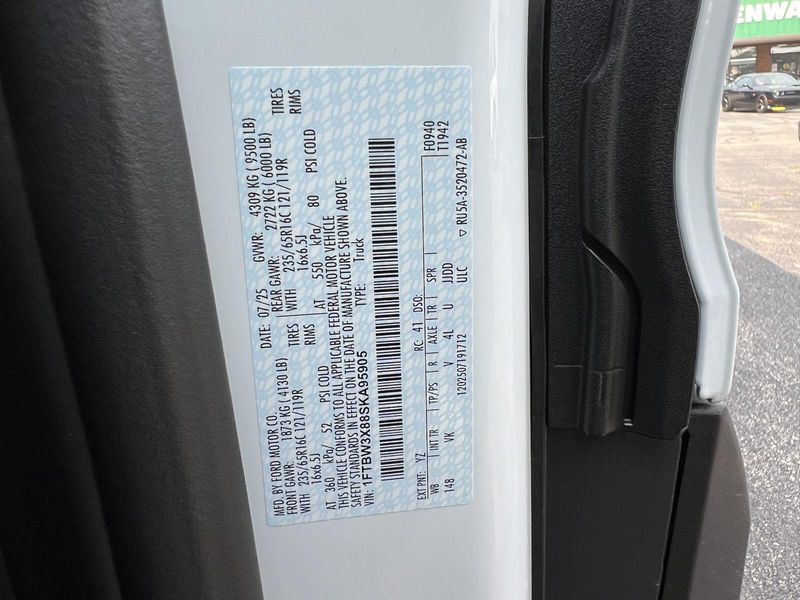 MFD. BY FORD MOTOR CO.
DATE: 07/25
GVWR: 4309 KG ( 9500 LB)
FRONT GAWR: 1873 KG ( 4130 LB)
REAR GAWR: 2722 KG ( 6000 LB)
WITH 235/65R16C 121/119R TIRES
WITH 235/65R16C 121/119R TIRES
16x6.5J RIMS
16x6.5J RIMS
AT 360 kPa/ 52 PSI COLD
AT 550 kPa/ 80 PSI COLD
THIS VEHICLE CONFORMS TO ALL APPLICABLE FEDERAL MOTOR VEHICLE
SAFETY STANDARDS IN EFFECT ON THE DATE OF MANUFACTURE SHOWN ABOVE.
VIN: 1FTBW3X88SKA95905
TYPE: Truck
EXT PNT: YZ RC: 41 DSO: F0940
WB INT TR TP/PS R AXLE TR SPR T1942
148 VK V 4L U JJDD
ULC
1202507191712 ▽ RU5A-3520472-AB
ENWA